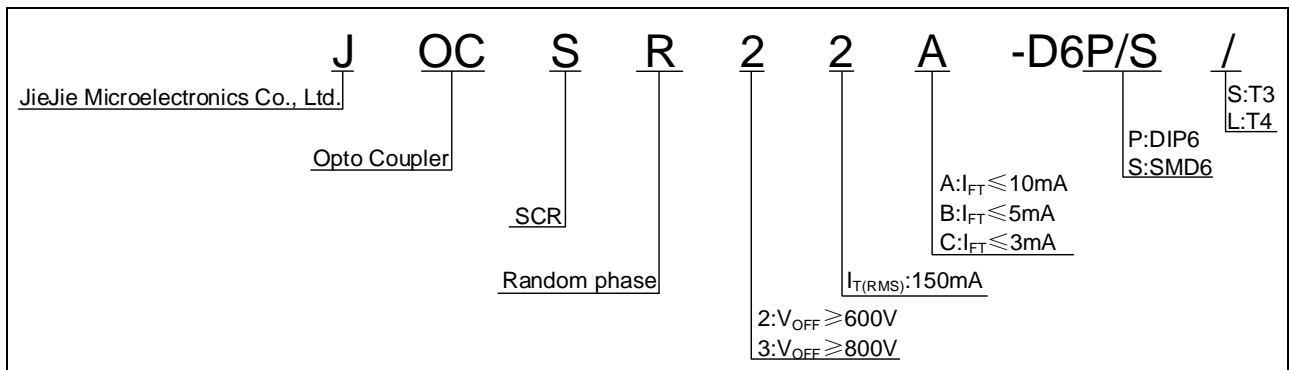 J OC S R 2 2 A -D6P/S /
JieJie Microelectronics Co., Ltd.
S:T3
L:T4
Opto Coupler
P:DIP6
S:SMD6
A:IFT≤10mA
B:IFT≤5mA
C:IFT≤3mA
SCR
Random phase
IT(RMS):150mA
2:VOFF≥600V
3:VOFF≥800V